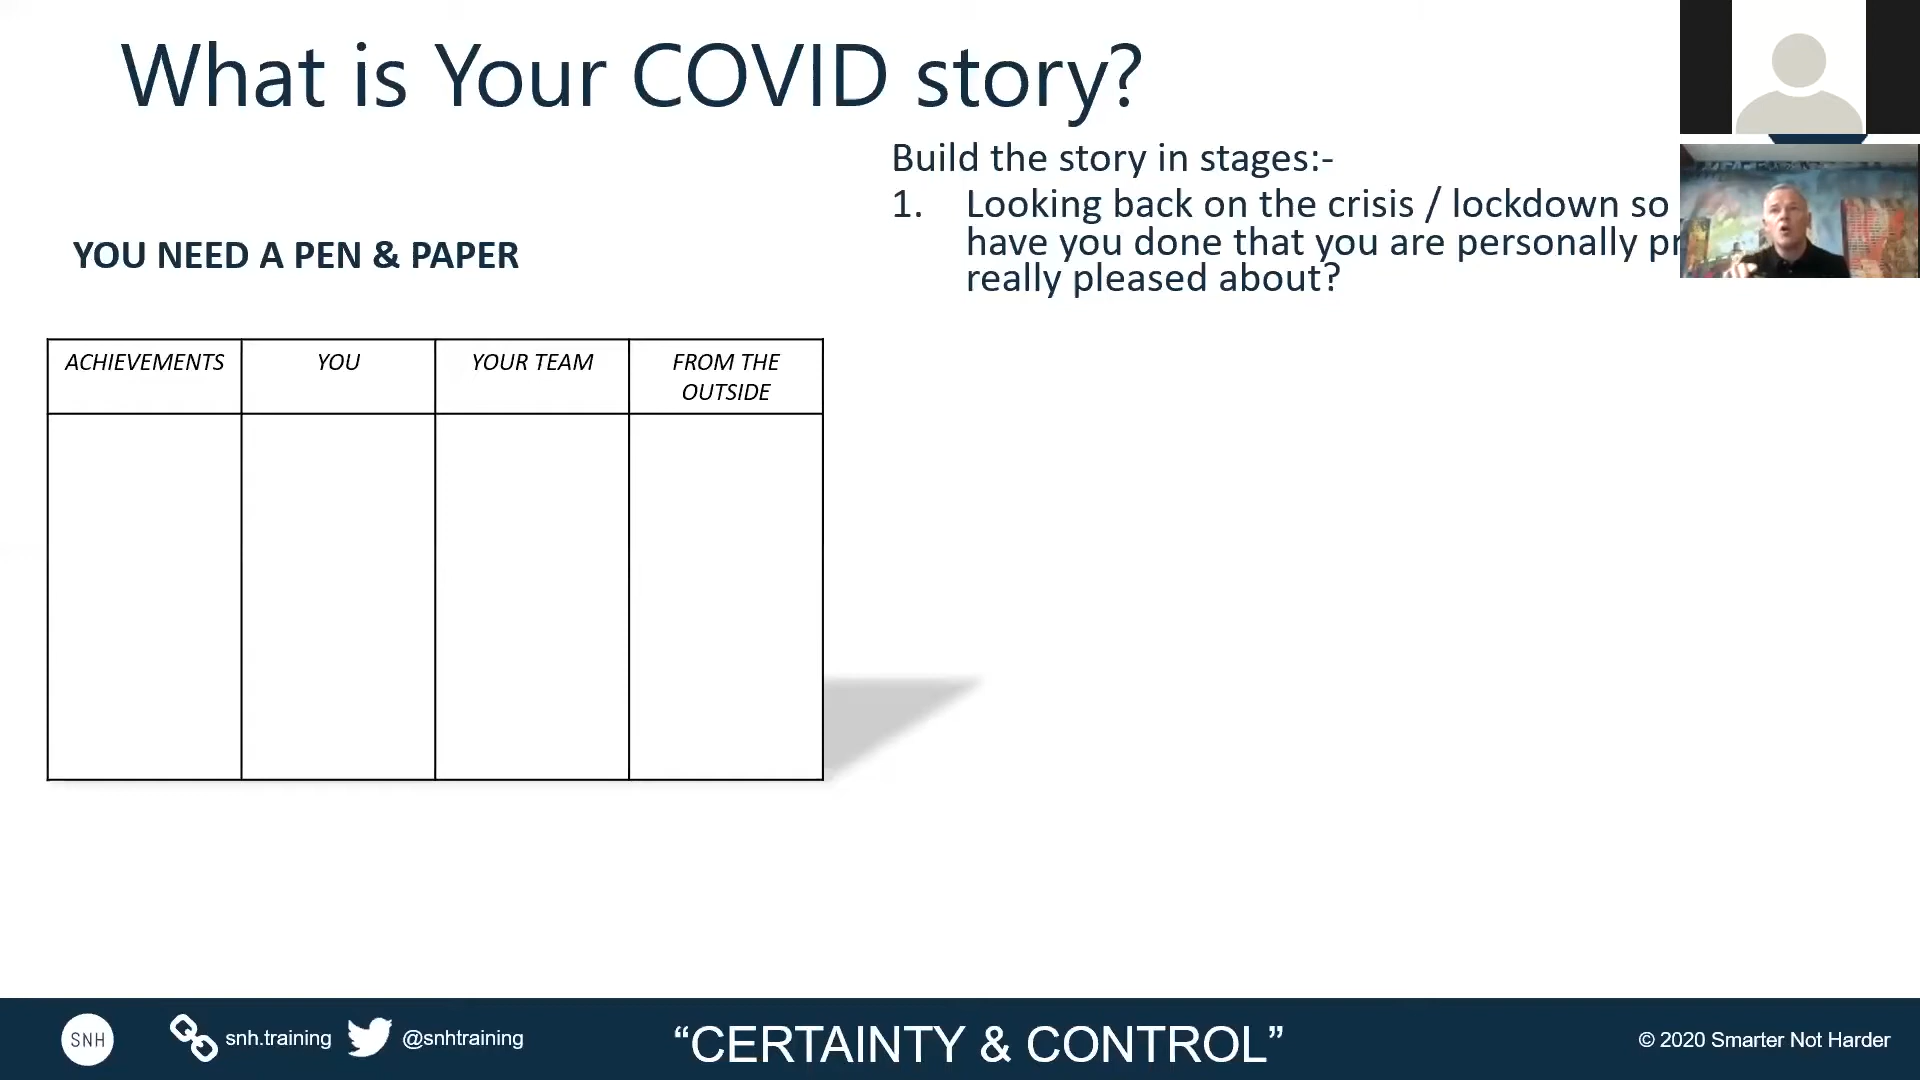 What is Your COVID story?
Build the story in stages:-
1. Looking back on the crisis / lockdown so
have you done that you are personally
really pleased about?
YOU NEED A PEN & PAPER
ACHIEVEMENTS YOU YOUR TEAM FROM THE
OUTSIDE
SNH snh.training @snhtraining "CERTAINTY & CONTROL" © 2020 Smarter Not Harder